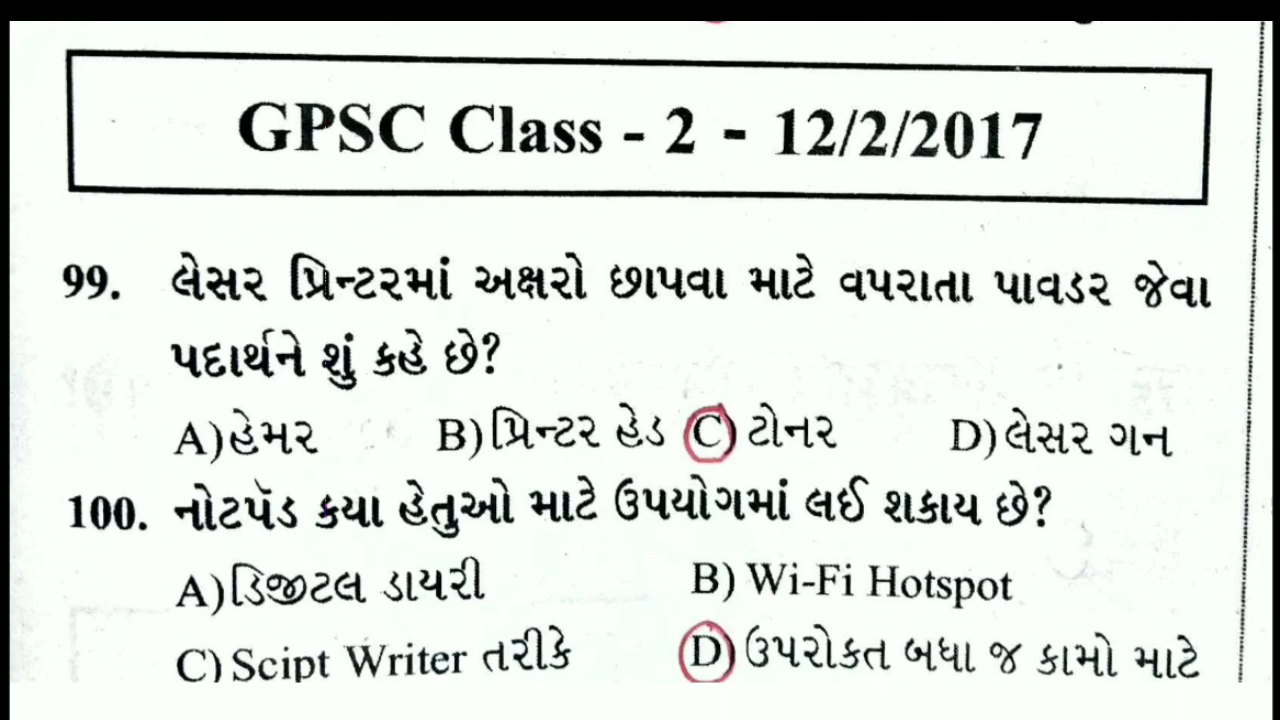 GPSC Class - 2 - 12/2/2017
99. લેસર પ્રિન્ટરમાં અક્ષરો છાપવા માટે વપરાતા પાવડર જેવા
પદાર્થને શું કહે છે?
A) હેમર B) પ્રિન્ટર હેડ C) ટોનર D) લેસર ગન
100. નોટપૅડ કયા હેતુઓ માટે ઉપયોગમાં લઈ શકાય છે?
A) ડિજીટલ ડાયરી B) Wi-Fi Hotspot
C) Scipt Writer તરીકે D) ઉપરોકત બધા જ કામો માટે